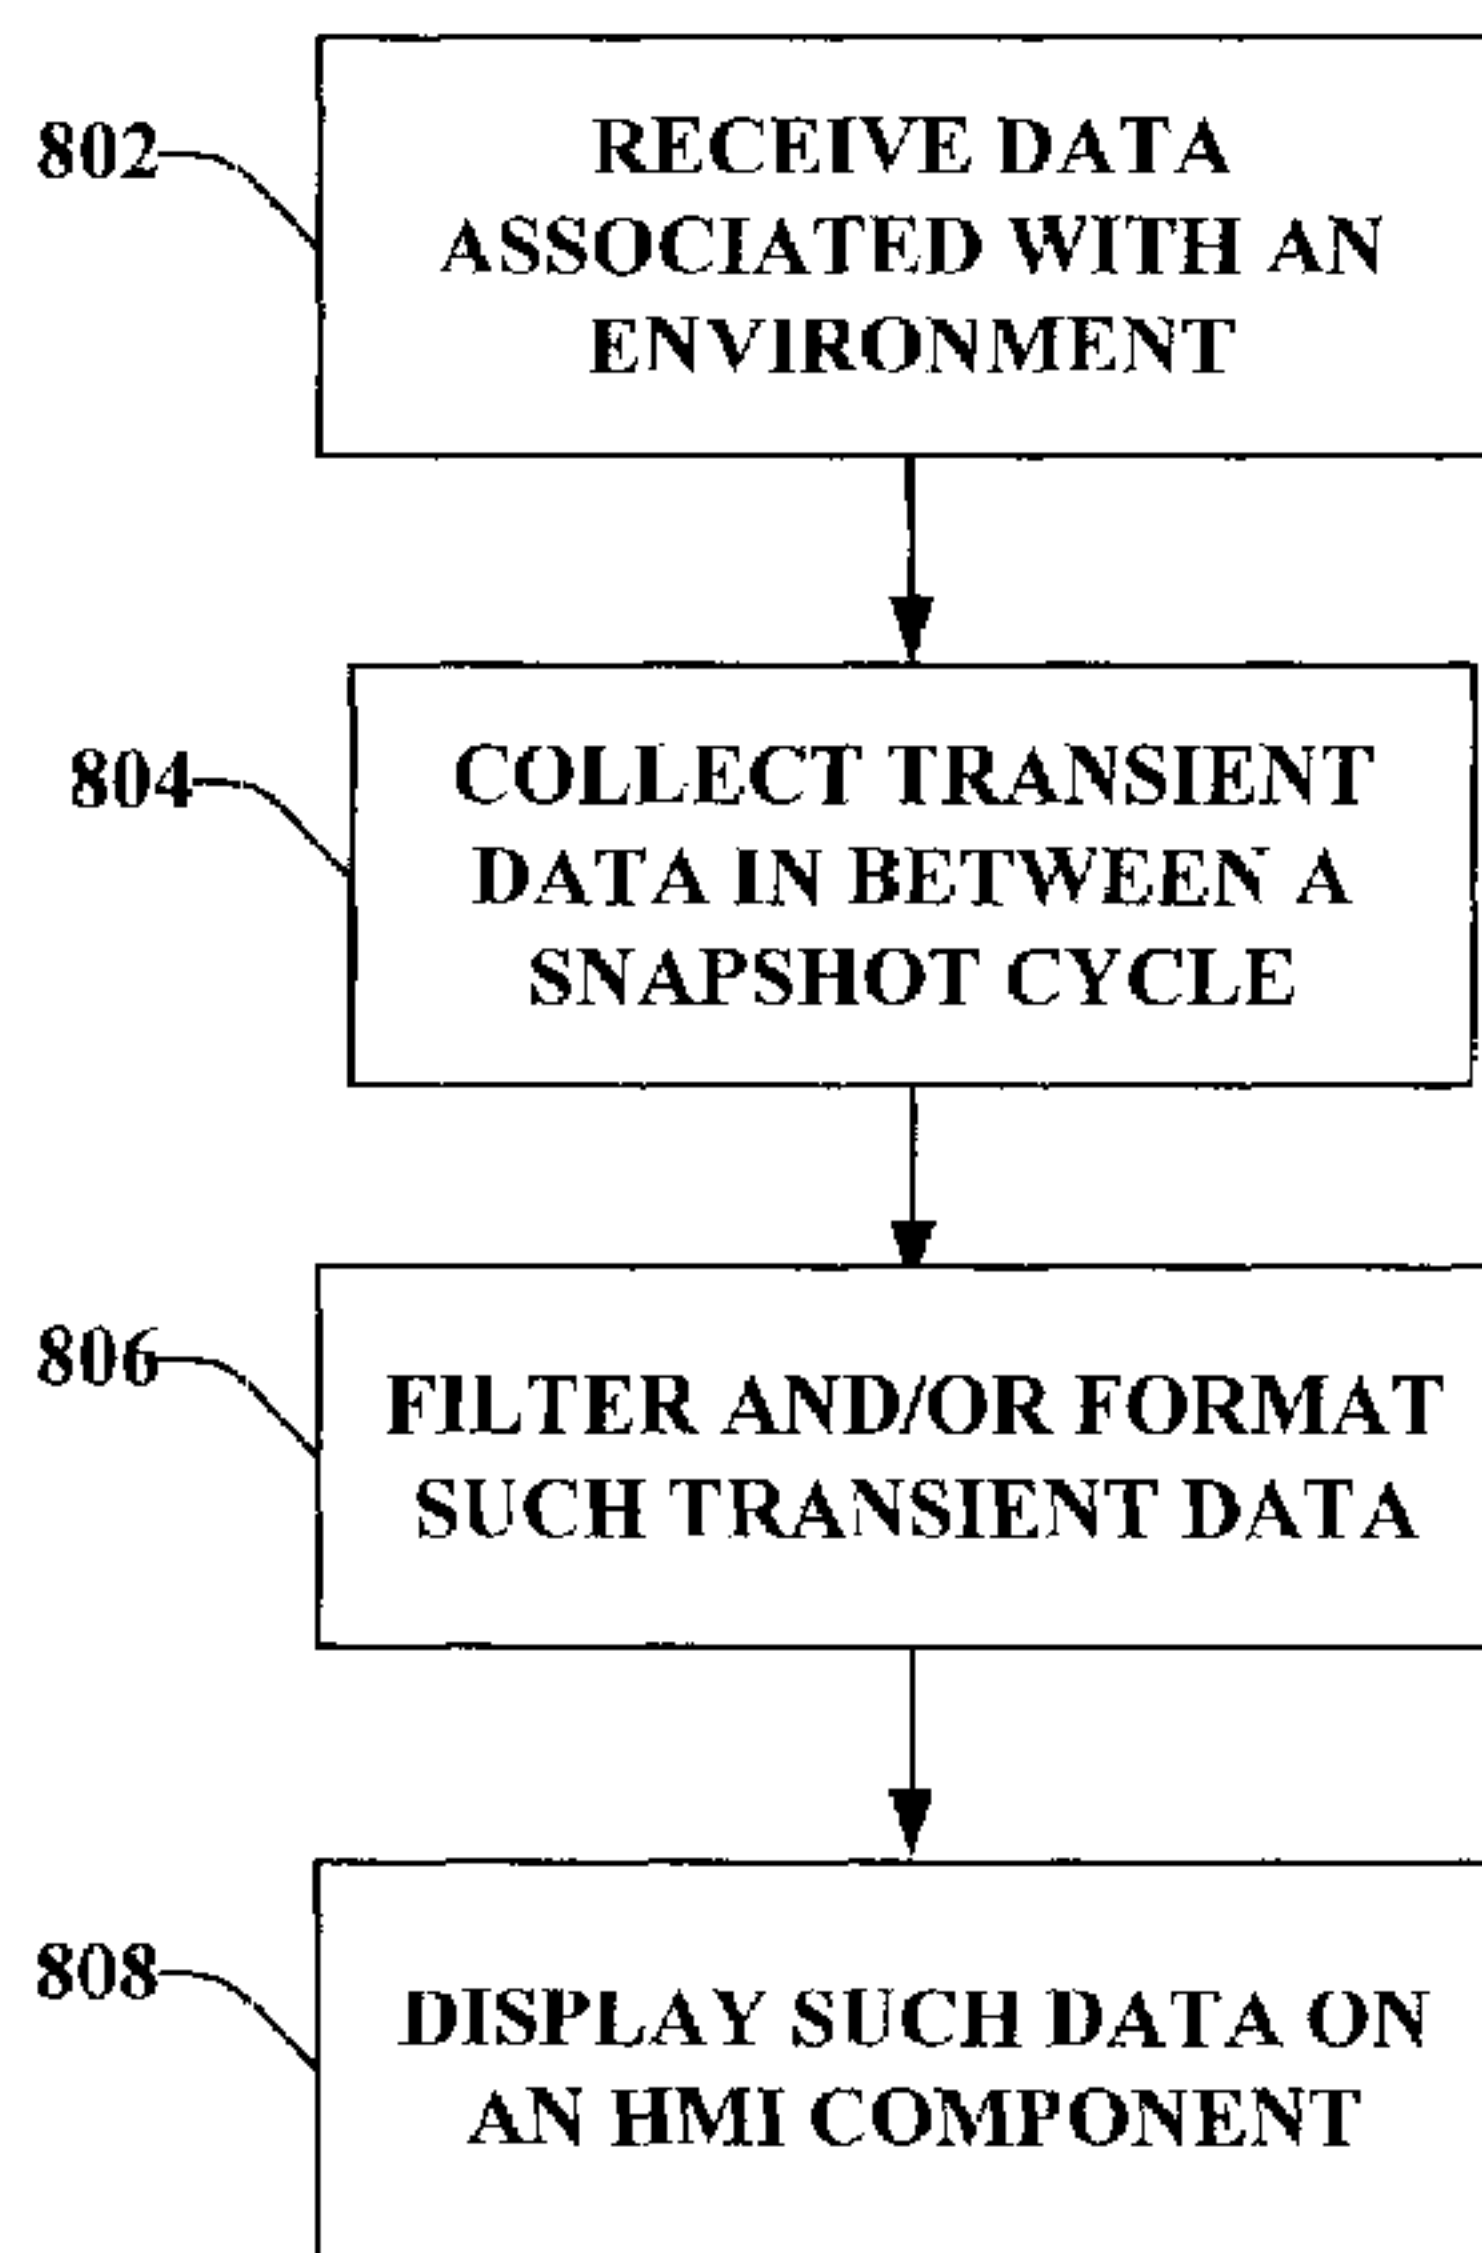 802
RECEIVE DATA
ASSOCIATED WITH AN
ENVIRONMENT
804
COLLECT TRANSIENT
DATA IN BETWEEN A
SNAPSHOT CYCLE
806
FILTER AND/OR FORMAT
SUCH TRANSIENT DATA
808
DISPLAY SUCH DATA ON
AN HMI COMPONENT